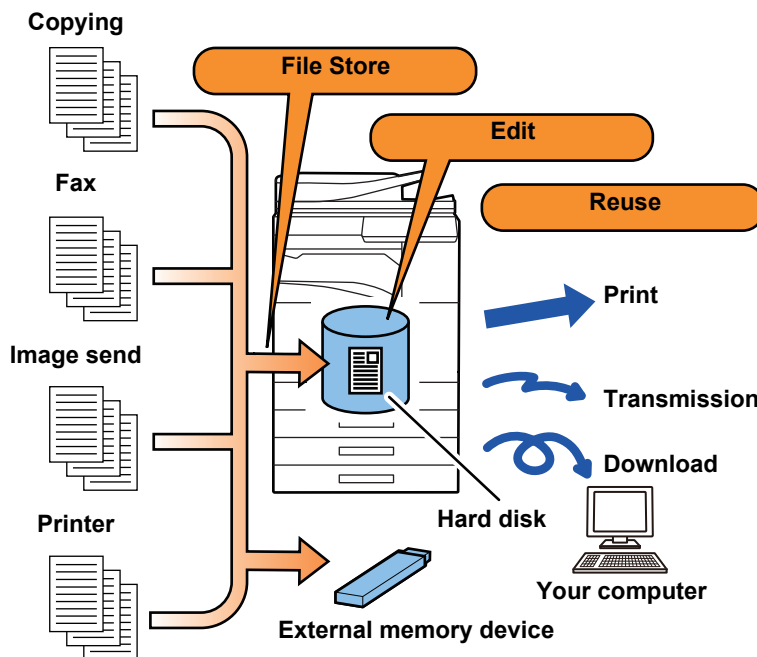 Copying
File Store
Edit
Fax
Reuse
Print
Image send
Transmission
Download
Printer
Hard disk
Your computer
External memory device